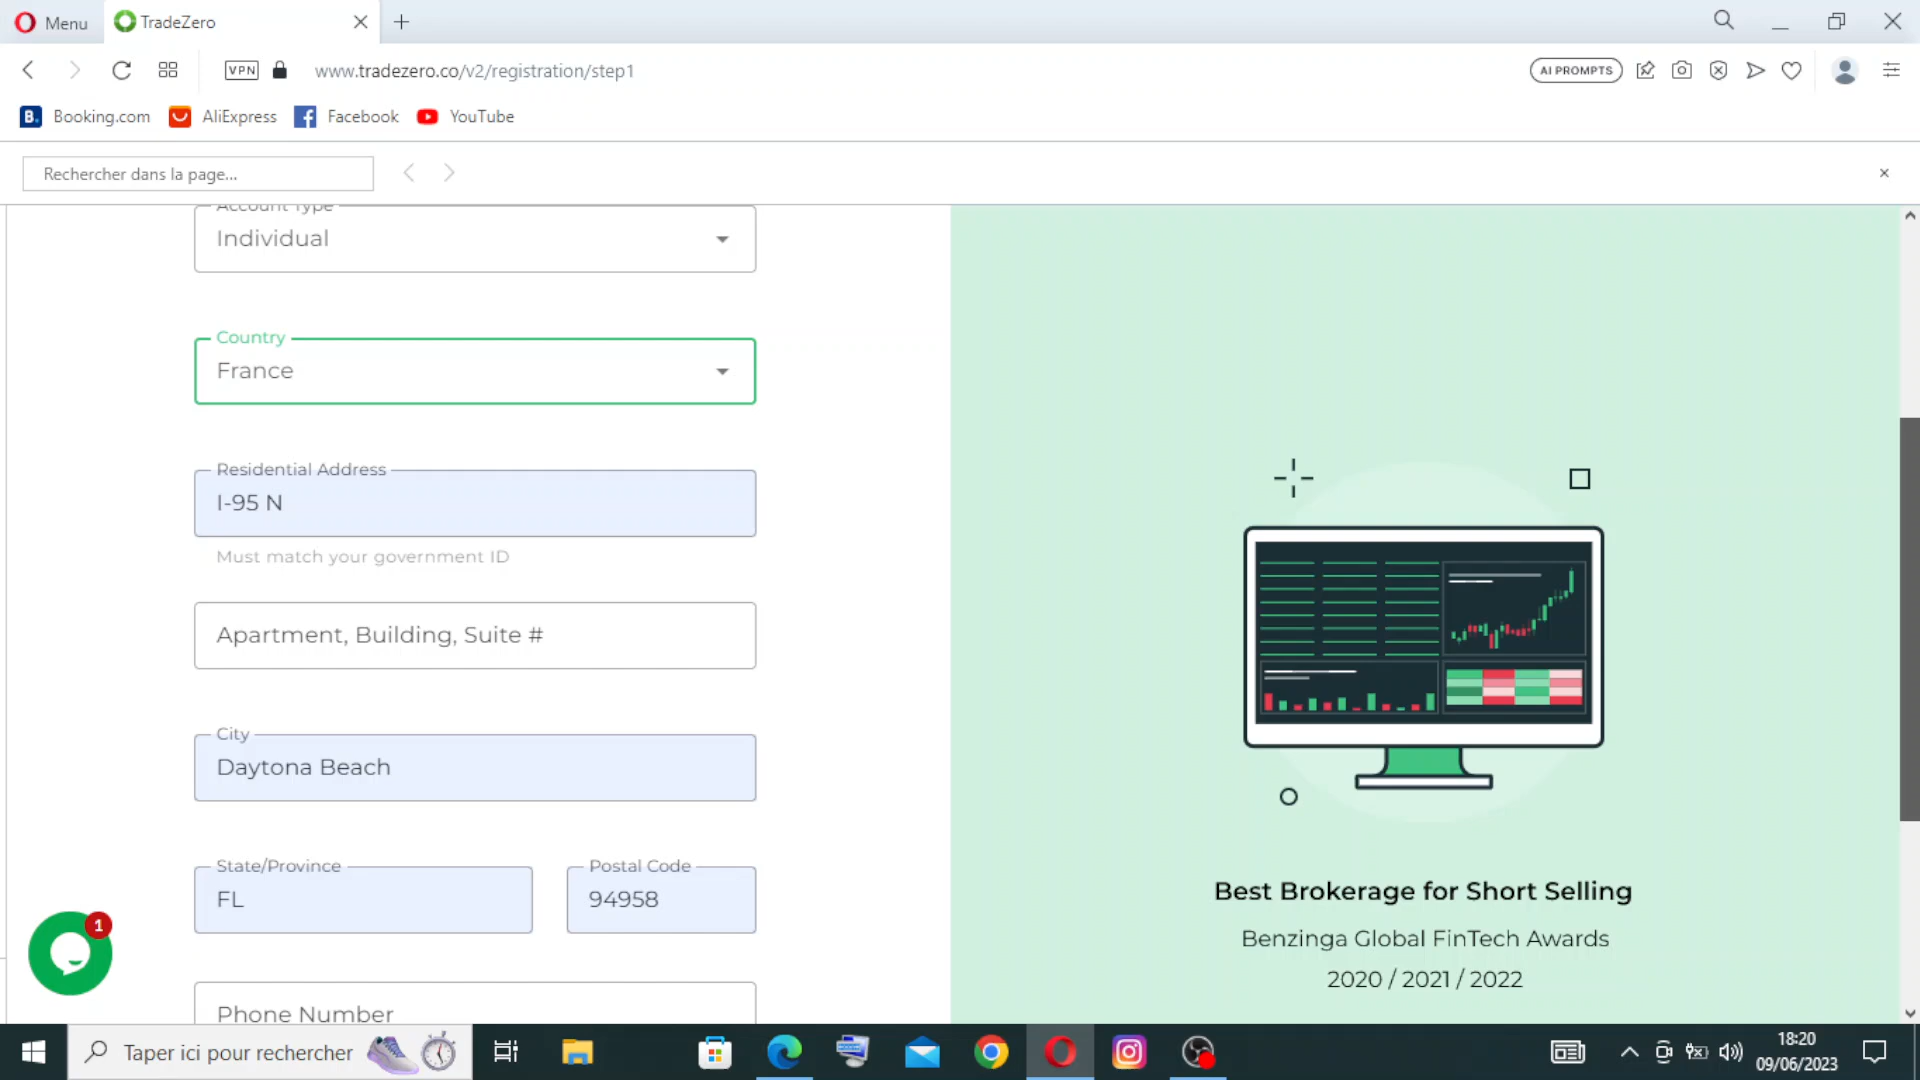 Menu
TradeZero
VPN
www.tradezero.co/v2/registration/step1
AI PROMPTS
B. Booking.com
AliExpress
Facebook
YouTube
Rechercher dans la page...
Account Type
Individual
Country
France
Residential Address
I-95 N
Must match your government ID
Apartment, Building, Suite #
City
Daytona Beach
State/Province
FL
Postal Code
94958
Phone Number
1
Best Brokerage for Short Selling
Benzinga Global FinTech Awards
2020 / 2021 / 2022
Taper ici pour rechercher
18:20
09/06/2023